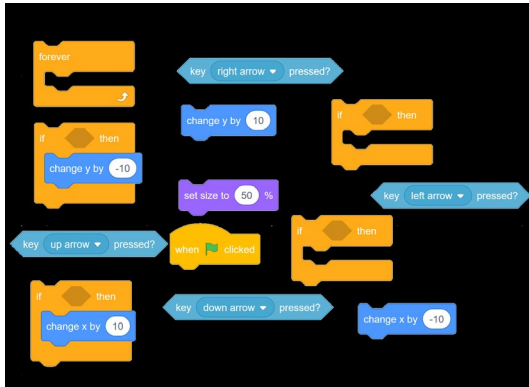 forever
key right arrow pressed?
change y by 10
if then
if then
change y by -10
set size to 50 %
key left arrow pressed?
key up arrow pressed?
when clicked
if then
if then
change x by 10
key down arrow pressed?
change x by -10